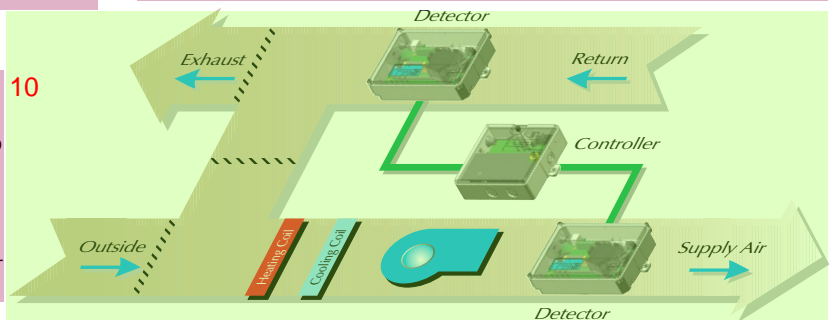 Detector
Exhaust
Return
10
Controller
Outside
Heating Coil
Cooling Coil
Supply Air
Detector